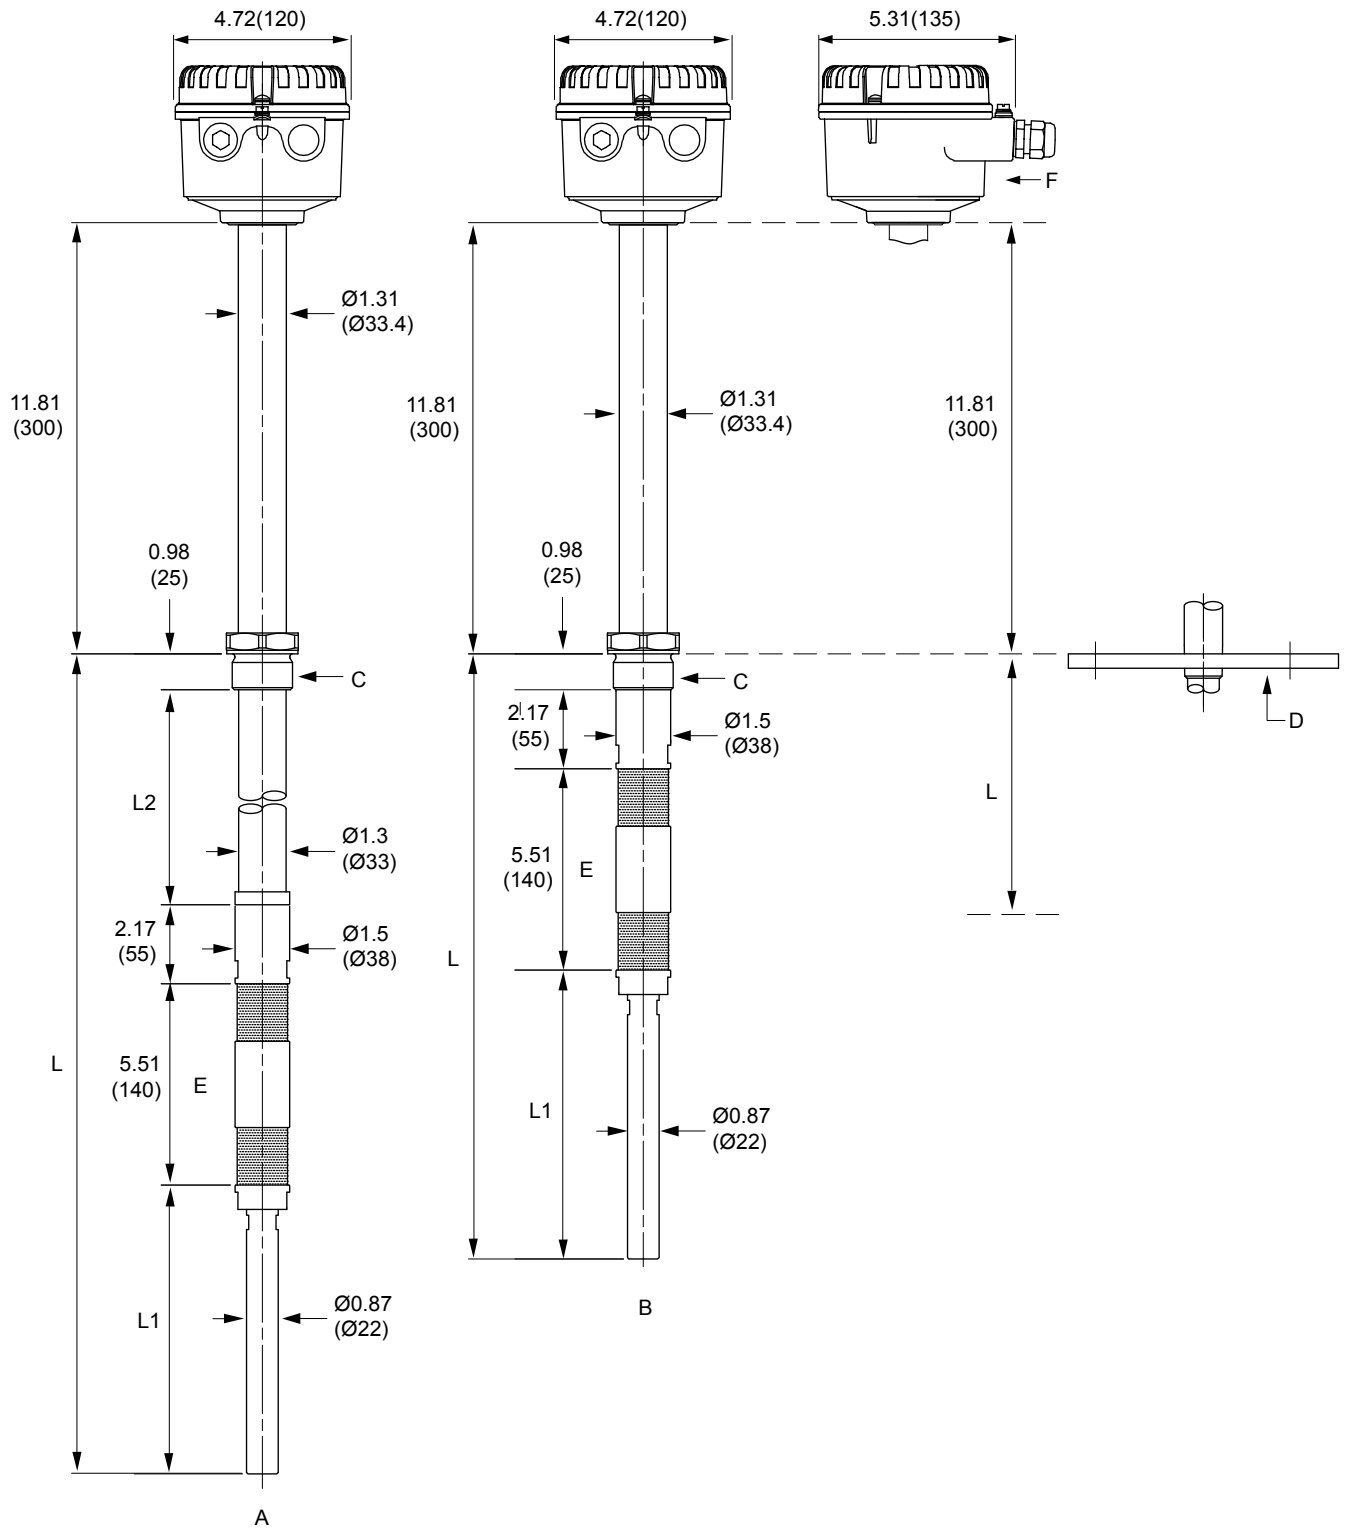 4.72(120)
4.72(120)
5.31(135)
F
Ø1.31
(Ø33.4)
11.81
(300)
11.81
(300)
Ø1.31
(Ø33.4)
11.81
(300)
0.98
(25)
0.98
(25)
C
C
D
2.17
(55)
Ø1.5
(Ø38)
L2
L
Ø1.3
(Ø33)
5.51
(140)
E
2.17
(55)
Ø1.5
(Ø38)
L
L
5.51
(140)
E
L1
Ø0.87
(Ø22)
B
L1
Ø0.87
(Ø22)
A